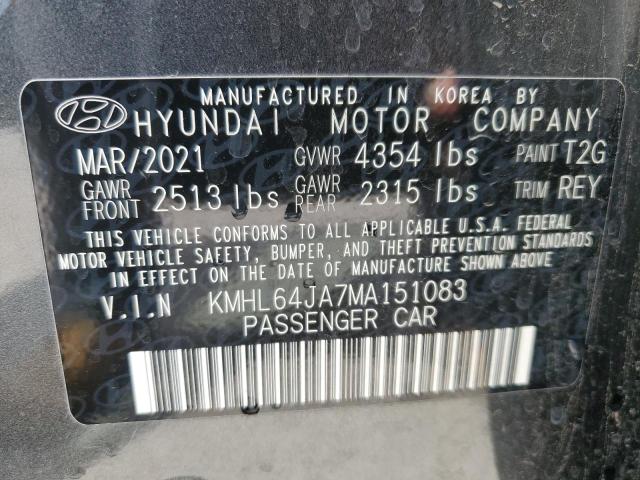 MANUFACTURED IN KOREA BY
HYUNDAI MOTOR COMPANY
MAR/2021 GVWR 4354 lbs PAINT T2G
GAWR FRONT 2513 lbs GAWR REAR 2315 lbs TRIM REY
THIS VEHICLE CONFORMS TO ALL APPLICABLE U.S.A. FEDERAL
MOTOR VEHICLE SAFETY, BUMPER, AND THEFT PREVENTION STANDARDS
IN EFFECT ON THE DATE OF MANUFACTURE SHOWN ABOVE.
V.I.N KMHL64JA7MA151083
PASSENGER CAR